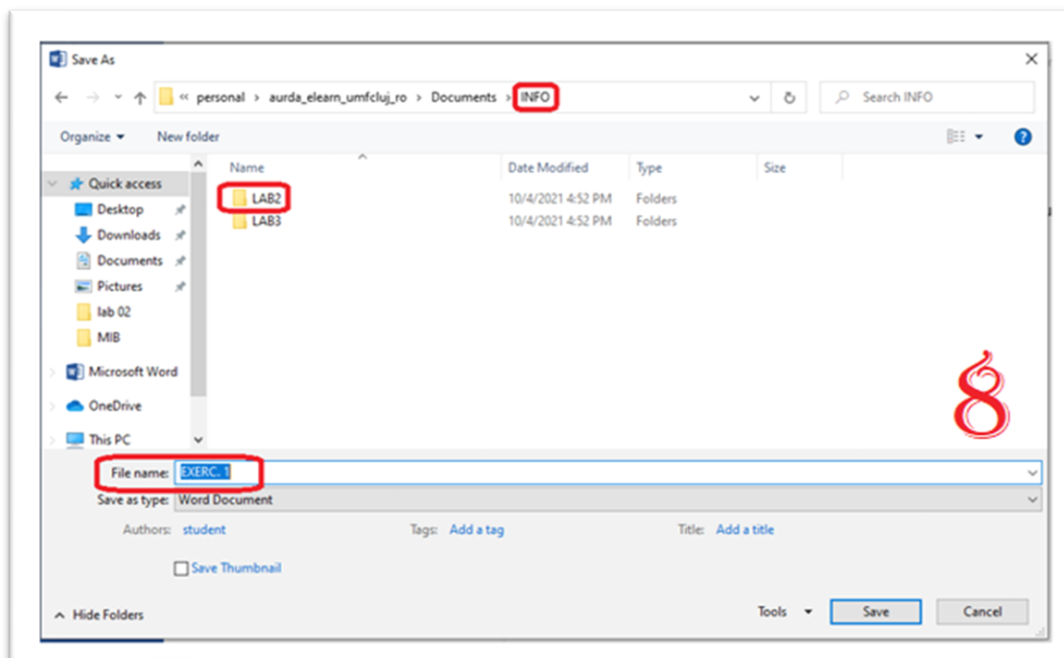 Save As
« personal › aurda_elearn_umfcluj_ro › Documents › INFO
Search INFO
Organize
New folder
Name
Date Modified
Type
Size
Quick access
LAB2
10/4/2021 4:52 PM
Folders
Desktop
LAB3
10/4/2021 4:52 PM
Folders
Downloads
Documents
Pictures
lab 02
MIB
Microsoft Word
OneDrive
This PC
8
File name: EXERC. 1
Save as type: Word Document
Authors: student
Tags: Add a tag
Title: Add a title
Save Thumbnail
Hide Folders
Tools
Save
Cancel